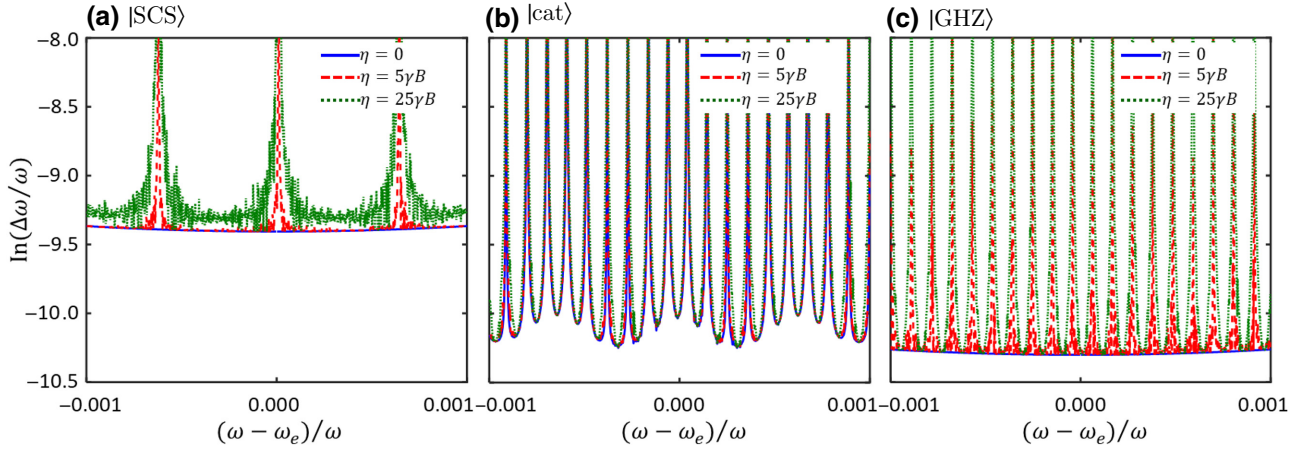 (a) |SCS⟩
(b) |cat⟩
(c) |GHZ⟩
ln(Δω/ω)
−8.0
−8.5
−9.0
−9.5
−10.0
−10.5
η = 0
η = 5γB
η = 25γB
η = 0
η = 5γB
η = 25γB
η = 0
η = 5γB
η = 25γB
−0.001
0.000
0.001
−0.001
0.000
0.001
−0.001
0.000
0.001
(ω − ωₑ)/ω
(ω − ωₑ)/ω
(ω − ωₑ)/ω